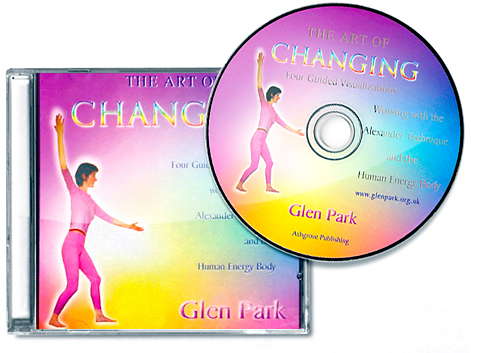 THE ART OF
CHANGING
Four Guided Visualizations
Working with the
Alexander Technique
and the
Human Energy Body
www.glenpark.org.uk
Glen Park
Ashgrove Publishing
THE ART OF
CHANGING
Four Guided
Alexander
Human Energy Body
Glen Park